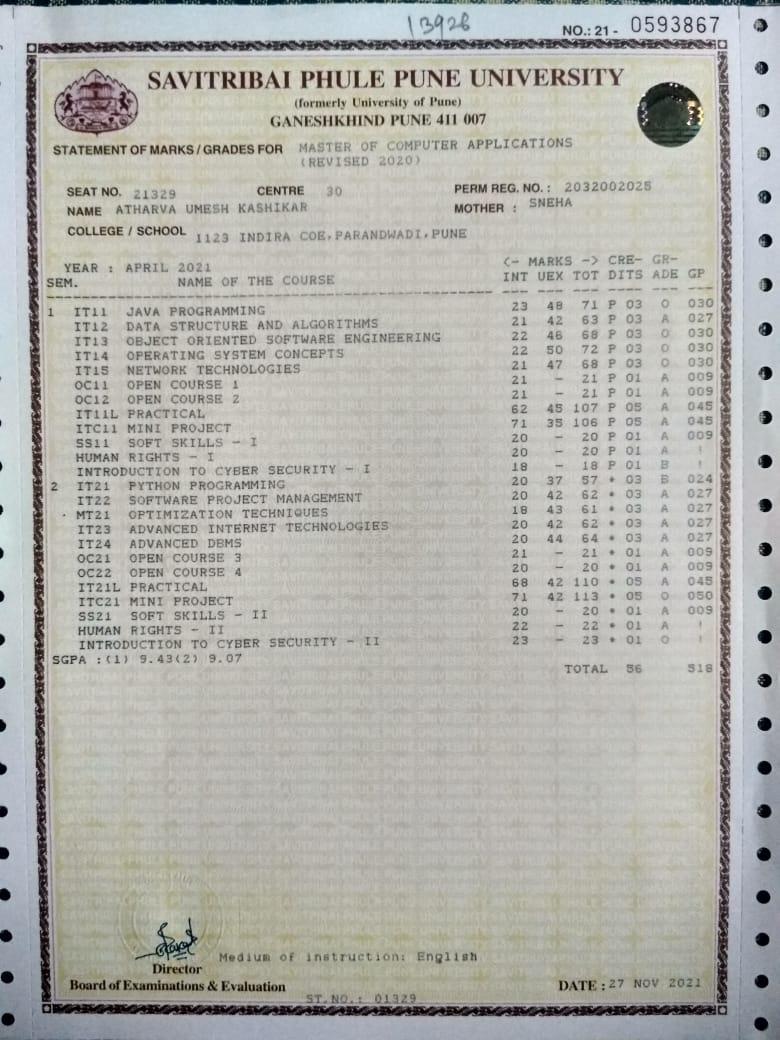 13926
NO.: 21 - 0593867
SAVITRIBAI PHULE PUNE UNIVERSITY
(formerly University of Pune)
GANESHKHIND PUNE 411 007
STATEMENT OF MARKS / GRADES FOR MASTER OF COMPUTER APPLICATIONS
(REVISED 2020)
SEAT NO. 21329 CENTRE 30 PERM REG. NO. : 2032002025
NAME ATHARVA UMESH KASHIKAR MOTHER : SNEHA
COLLEGE / SCHOOL 1123 INDIRA COE,PARANDWADI,PUNE
YEAR : APRIL 2021 <- MARKS -> CRE- GR-
SEM. NAME OF THE COURSE INT UEX TOT DITS ADE GP
1 IT11 JAVA PROGRAMMING 23 48 71 P 03 O 030
IT12 DATA STRUCTURE AND ALGORITHMS 21 42 63 P 03 A 027
IT13 OBJECT ORIENTED SOFTWARE ENGINEERING 22 46 68 P 03 O 030
IT14 OPERATING SYSTEM CONCEPTS 22 50 72 P 03 O 030
IT15 NETWORK TECHNOLOGIES 21 47 68 P 03 O 030
OC11 OPEN COURSE 1 21 - 21 P 01 A 009
OC12 OPEN COURSE 2 21 - 21 P 01 A 009
IT11L PRACTICAL 62 45 107 P 05 A 045
ITC11 MINI PROJECT 71 35 106 P 05 A 045
SS11 SOFT SKILLS - I 20 - 20 P 01 A 009
HUMAN RIGHTS - I 20 - 20 P 01 A !
INTRODUCTION TO CYBER SECURITY - I 18 - 18 P 01 B !
2 IT21 PYTHON PROGRAMMING 20 37 57 * 03 B 024
IT22 SOFTWARE PROJECT MANAGEMENT 20 42 62 * 03 A 027
MT21 OPTIMIZATION TECHNIQUES 18 43 61 * 03 A 027
IT23 ADVANCED INTERNET TECHNOLOGIES 20 42 62 * 03 A 027
IT24 ADVANCED DBMS 20 44 64 * 03 A 027
OC21 OPEN COURSE 3 21 - 21 * 01 A 009
OC22 OPEN COURSE 4 20 - 20 * 01 A 009
IT21L PRACTICAL 68 42 110 * 05 A 045
ITC21 MINI PROJECT 71 42 113 * 05 O 050
SS21 SOFT SKILLS - II 20 - 20 * 01 A 009
HUMAN RIGHTS - II 22 - 22 * 01 A !
INTRODUCTION TO CYBER SECURITY - II 23 - 23 * 01 O !
SGPA :(1) 9.43(2) 9.07
TOTAL 56 518
Medium of instruction: English
Director
Board of Examinations & Evaluation DATE : 27 NOV 2021
ST.NO.: 01329